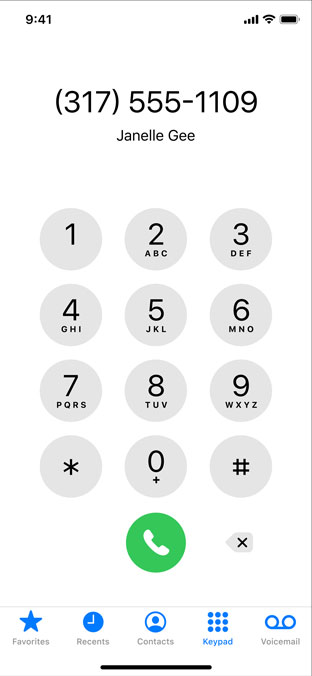 9:41
(317) 555-1109
Janelle Gee
1 2 3
ABC DEF
4 5 6
GHI JKL MNO
7 8 9
PQRS TUV WXYZ
* 0 #
+
Favorites Recents Contacts Keypad Voicemail